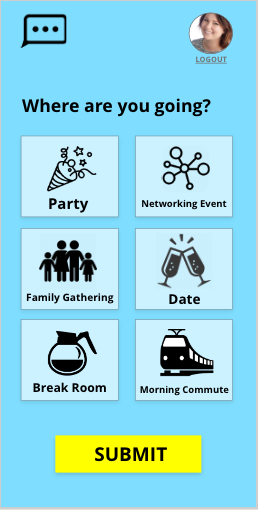 LOGOUT
Where are you going?
Party
Networking Event
Family Gathering
Date
Break Room
Morning Commute
SUBMIT